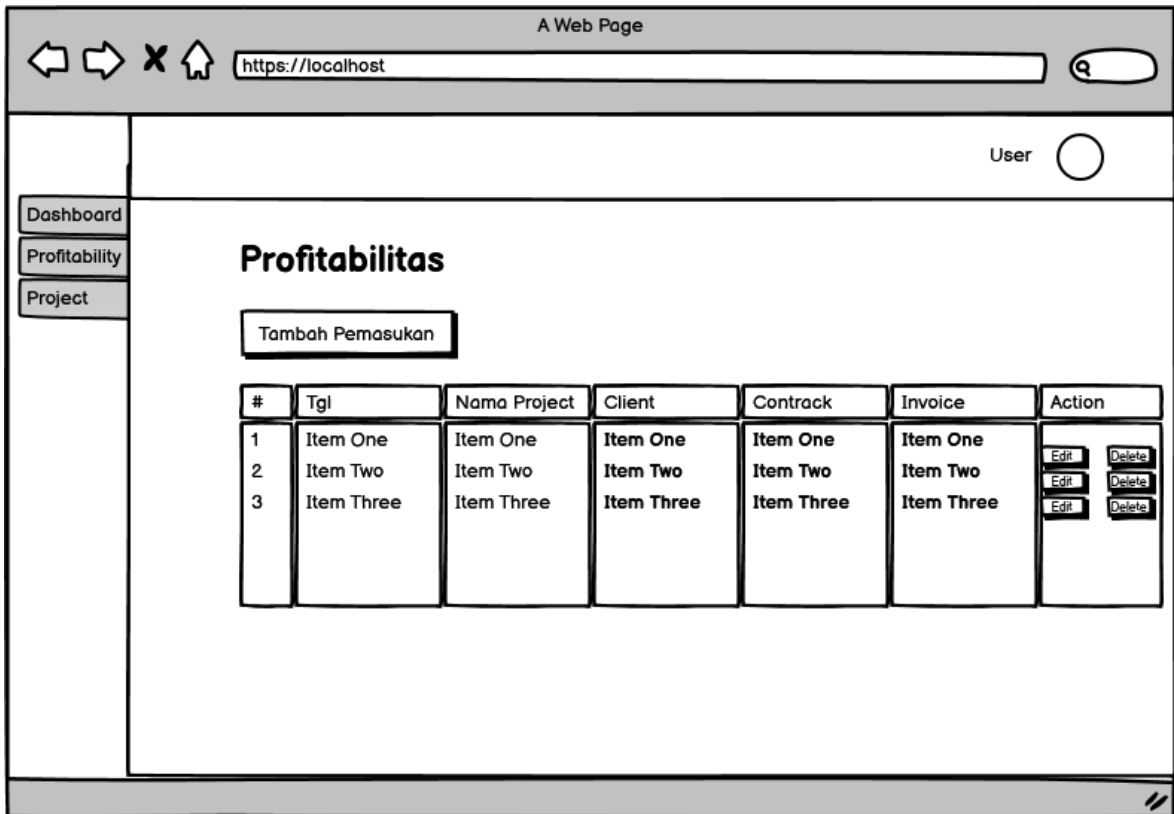 A Web Page
https://localhost
User
Dashboard
Profitability
Project
Profitabilitas
Tambah Pemasukan
# Tgl Nama Project Client Contrack Invoice Action
1 Item One Item One Item One Item One Item One Edit Delete
2 Item Two Item Two Item Two Item Two Item Two Edit Delete
3 Item Three Item Three Item Three Item Three Item Three Edit Delete